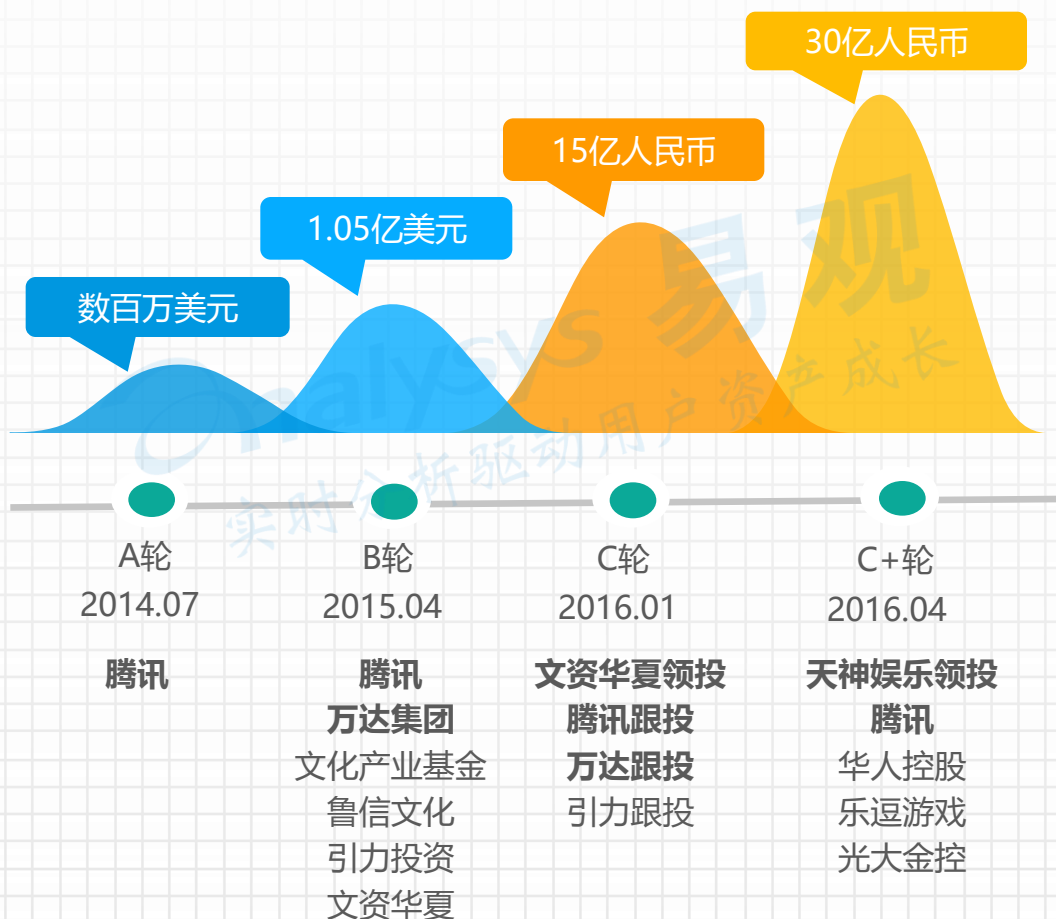 30亿人民币
15亿人民币
1.05亿美元
数百万美元
nalysys 易观
实时分析驱动用户资产成长
A轮
2014.07
腾讯
B轮
2015.04
腾讯
万达集团
文化产业基金
鲁信文化
引力投资
文资华夏
C轮
2016.01
文资华夏领投
腾讯跟投
万达跟投
引力跟投
C+轮
2016.04
天神娱乐领投
腾讯
华人控股
乐逗游戏
光大金控